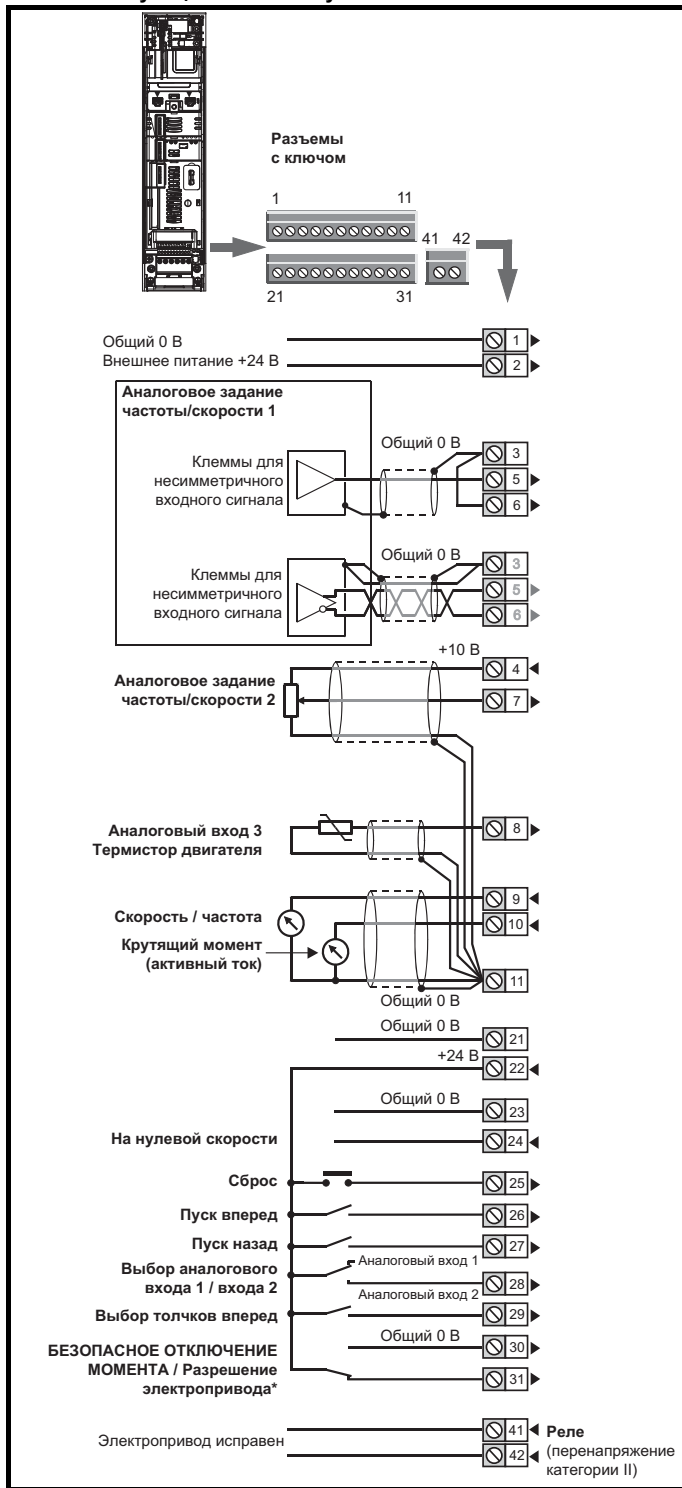 Разъемы
с ключом
1 11
41 42
21 31
Общий 0 В
1
Внешнее питание +24 В
2
Аналоговое задание
частоты/скорости 1
Общий 0 В
3
Клеммы для
несимметричного
входного сигнала
5
6
Общий 0 В
3
Клеммы для
несимметричного
входного сигнала
5
6
+10 В
4
Аналоговое задание
частоты/скорости 2
7
Аналоговый вход 3
Термистор двигателя
8
Скорость / частота
9
Крутящий момент
(активный ток)
10
11
Общий 0 В
Общий 0 В
21
+24 В
22
Общий 0 В
23
На нулевой скорости
24
Сброс
25
Пуск вперед
26
Пуск назад
27
Выбор аналогового
входа 1 / входа 2
Аналоговый вход 1
28
Аналоговый вход 2
Выбор толчков вперед
29
Общий 0 В
30
БЕЗОПАСНОЕ ОТКЛЮЧЕНИЕ
МОМЕНТА / Разрешение
электропривода*
31
Электропривод исправен
41
42
Реле
(перенапряжение
категории II)